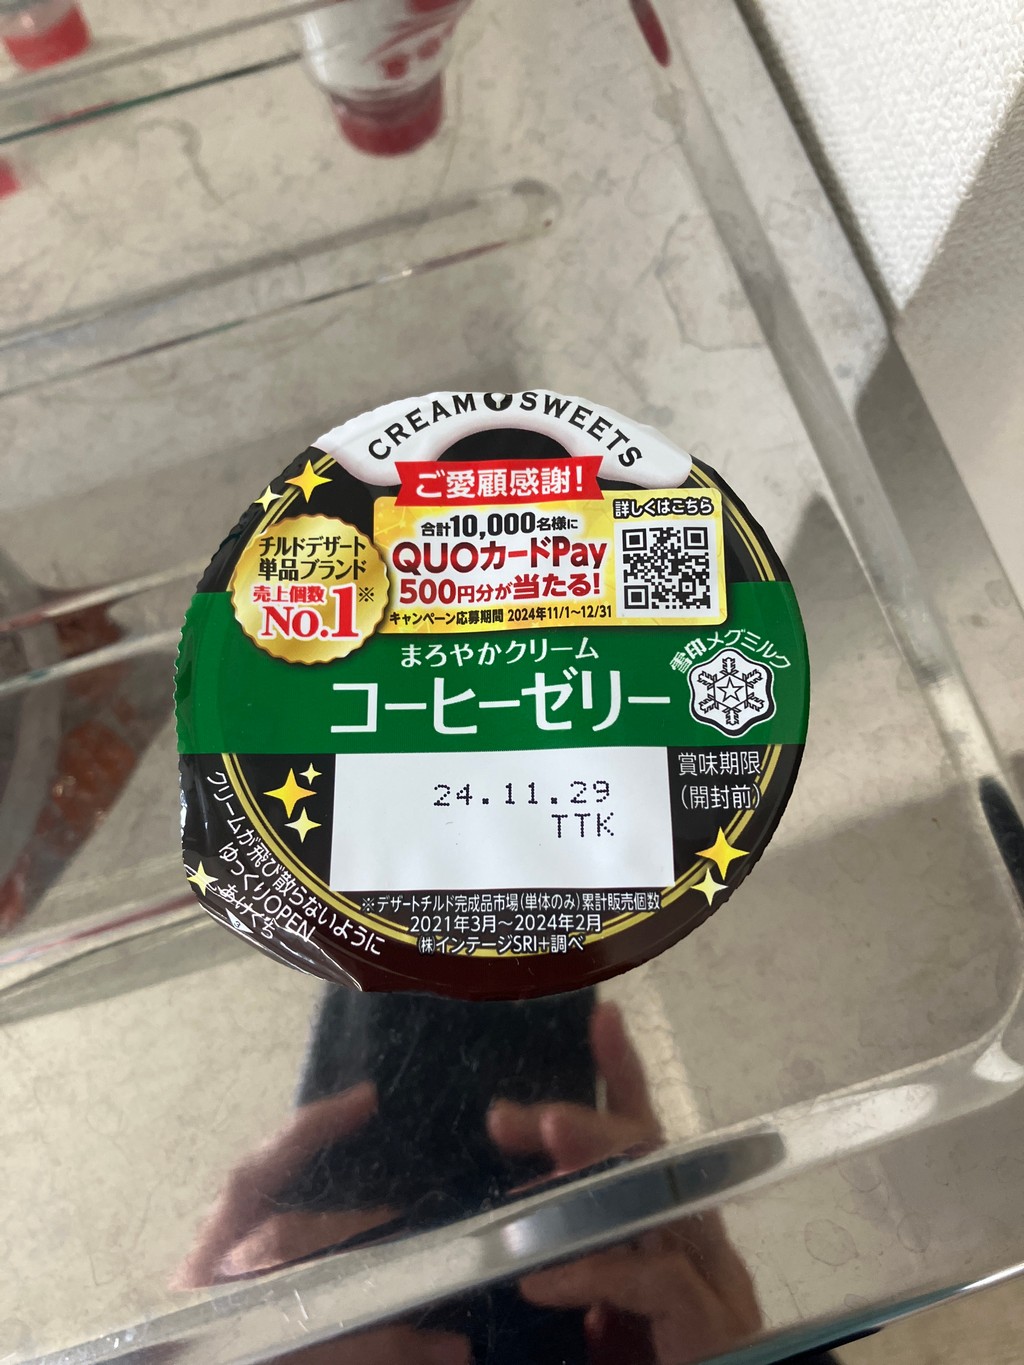 CREAM SWEETS
ご愛顧感謝!
合計10,000名様に
QUOカードPay
500円分が当たる!
キャンペーン応募期間 2024年11/1~12/31
詳しくはこちら
チルドデザート
単品ブランド
売上個数※
No.1
まろやかクリーム
コーヒーゼリー
雪印メグミルク
賞味期限
(開封前)
24.11.29
TTK
※デザートチルド完成品市場(単体のみ)累計販売個数
2021年3月~2024年2月
㈱インテージSRI+調べ
クリームが飛び散らないように
ゆっくりOPEN
あけぐち